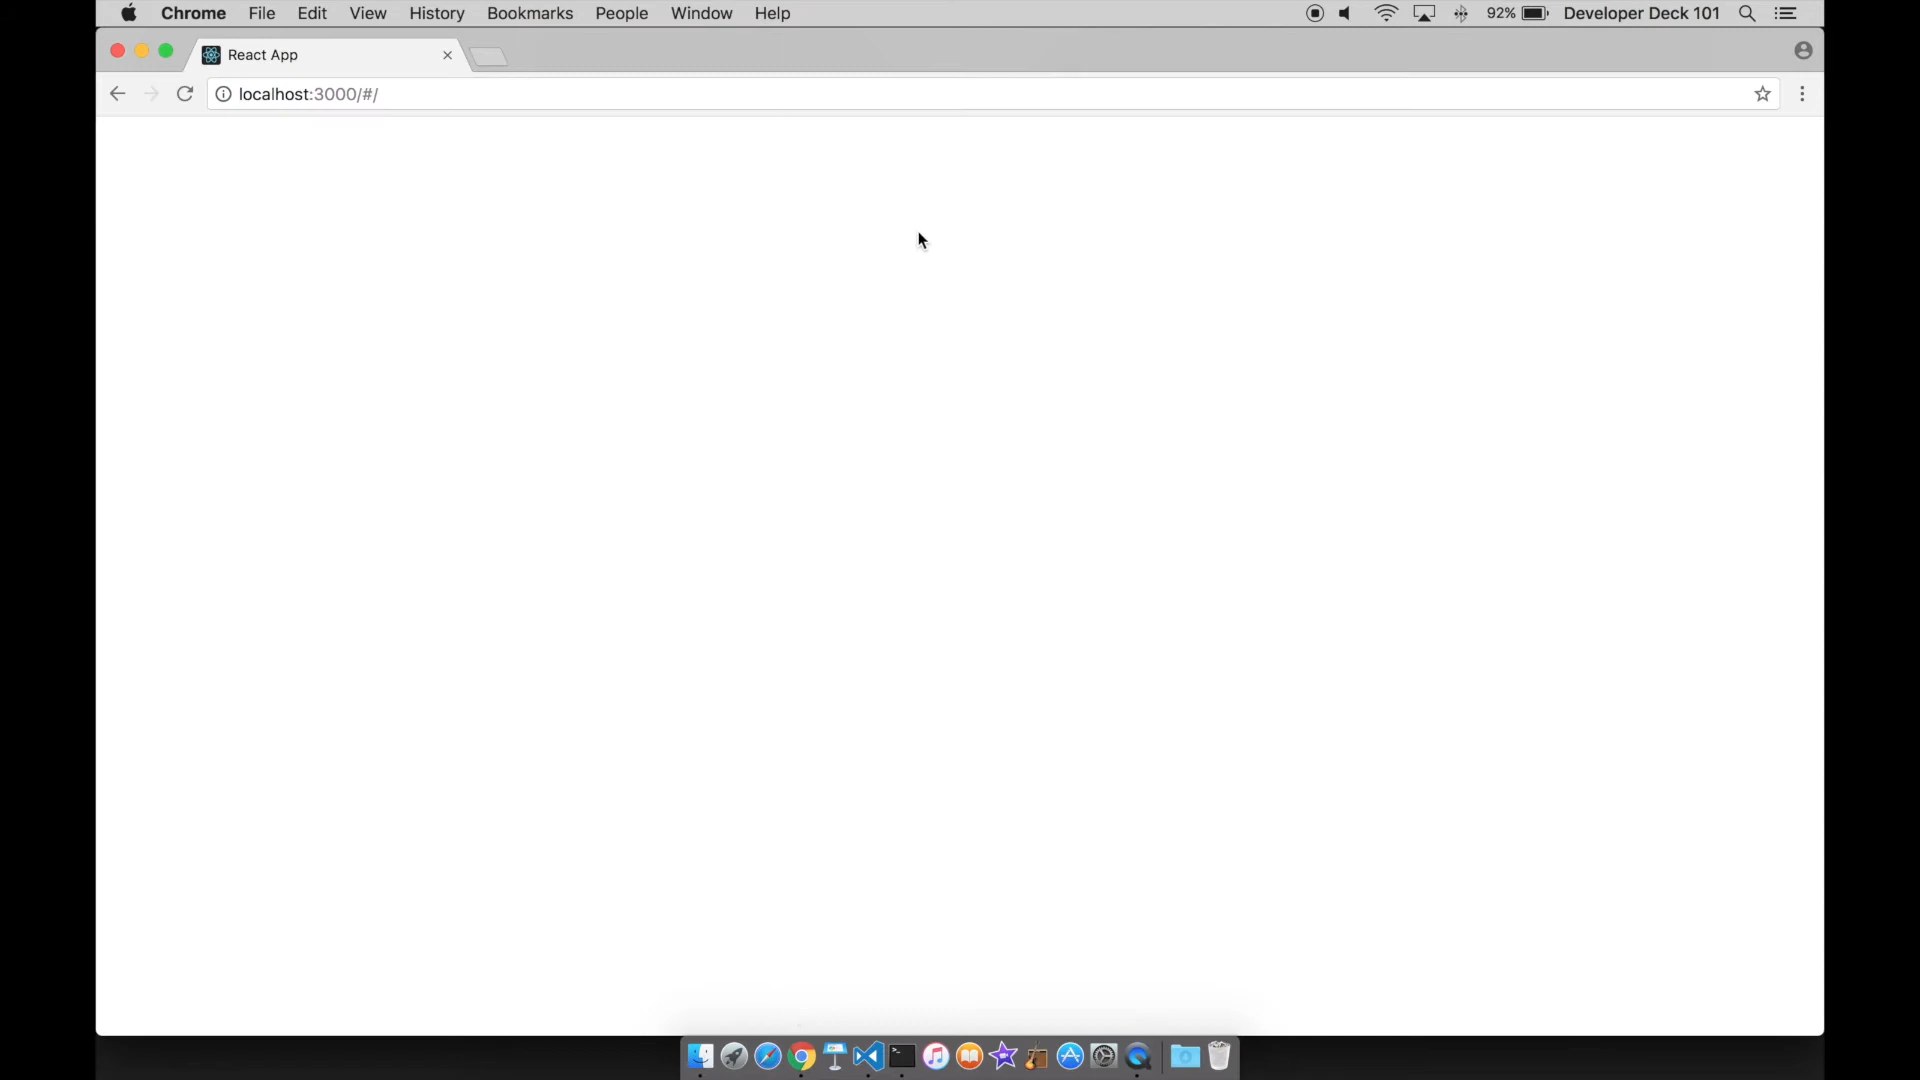 Chrome File Edit View History Bookmarks People Window Help 92% Developer Deck 101
React App
localhost:3000/#/